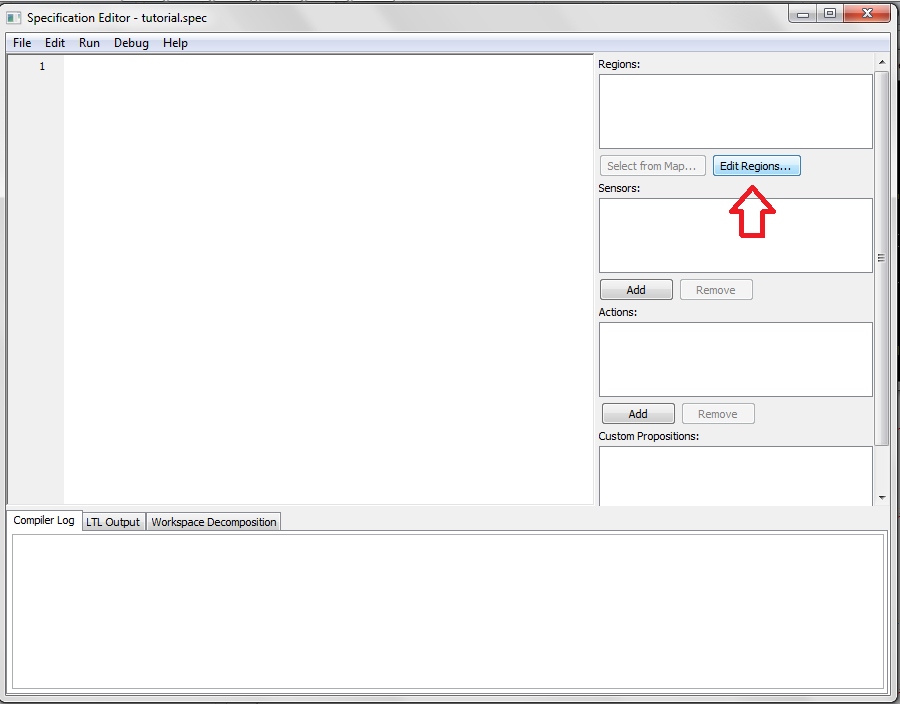 Specification Editor - tutorial.spec
File Edit Run Debug Help
1
Regions:
Select from Map... Edit Regions...
Sensors:
Add Remove
Actions:
Add Remove
Custom Propositions:
Compiler Log LTL Output Workspace Decomposition